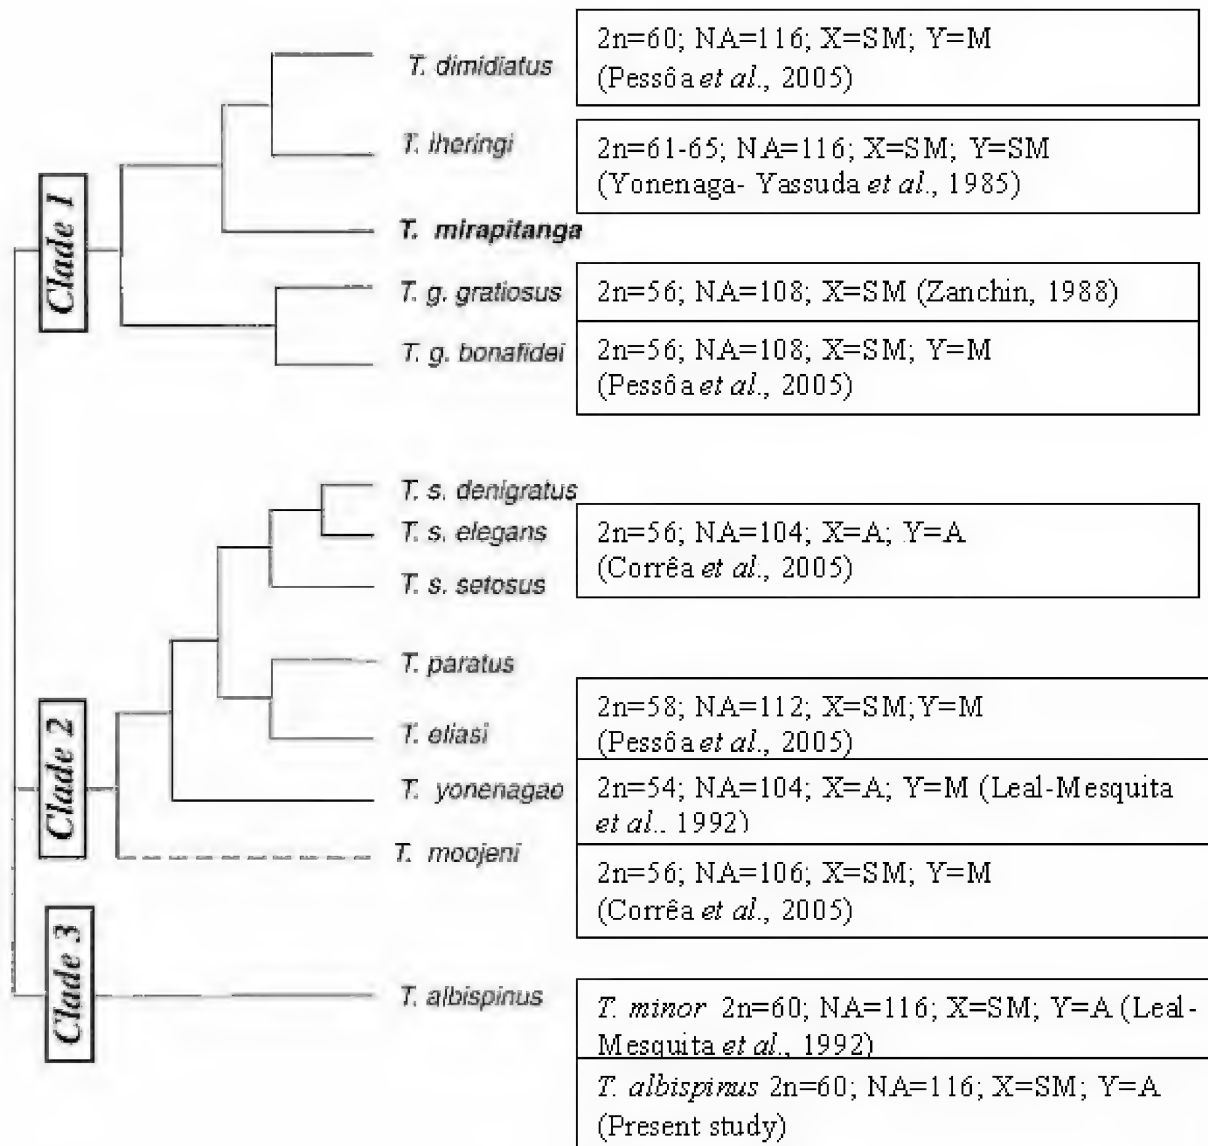 T. dimidiatus
2n=60; NA=116; X=SM; Y=M
(Pessôa et al., 2005)
T. iheringi
2n=61-65; NA=116; X=SM; Y=SM
(Yonenaga- Yassuda et al., 1985)
Clade 1
T. mirapitanga
T. g. gratiosus
2n=56; NA=108; X=SM (Zanchin, 1988)
T. g. bonafidei
2n=56; NA=108; X=SM; Y=M
(Pessôa et al., 2005)
T. s. denigratus
T. s. elegans
2n=56; NA=104; X=A; Y=A
(Corrêa et al., 2005)
T. s. setosus
T. paratus
Clade 2
T. eliasi
2n=58; NA=112; X=SM;Y=M
(Pessôa et al., 2005)
T. yonenagae
2n=54; NA=104; X=A; Y=M (Leal-Mesquita
et al., 1992)
T. moojeni
2n=56; NA=106; X=SM; Y=M
(Corrêa et al., 2005)
Clade 3
T. albispinus
T. minor 2n=60; NA=116; X=SM; Y=A (Leal-
Mesquita et al., 1992)
T. albispinus 2n=60; NA=116; X=SM; Y=A
(Present study)